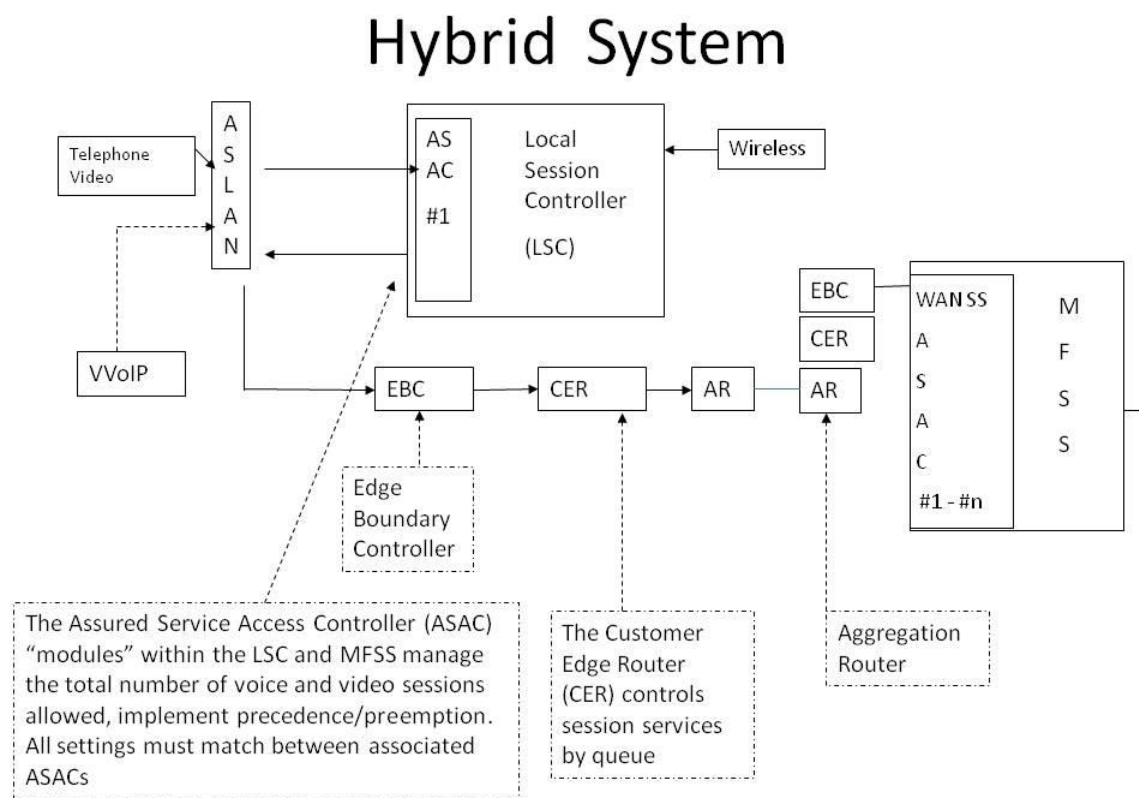 Hybrid System
Telephone
Video
A
S
L
A
N
AS
AC
#1
Local
Session
Controller
(LSC)
Wireless
VVoIP
EBC
CER
AR
EBC
CER
AR
WANSS
A
S
A
C
#1 - #n
M
F
S
S
Edge
Boundary
Controller
The Assured Service Access Controller (ASAC)
“modules” within the LSC and MFSS manage
the total number of voice and video sessions
allowed, implement precedence/preemption.
All settings must match between associated
ASACs
The Customer
Edge Router
(CER) controls
session services
by queue
Aggregation
Router